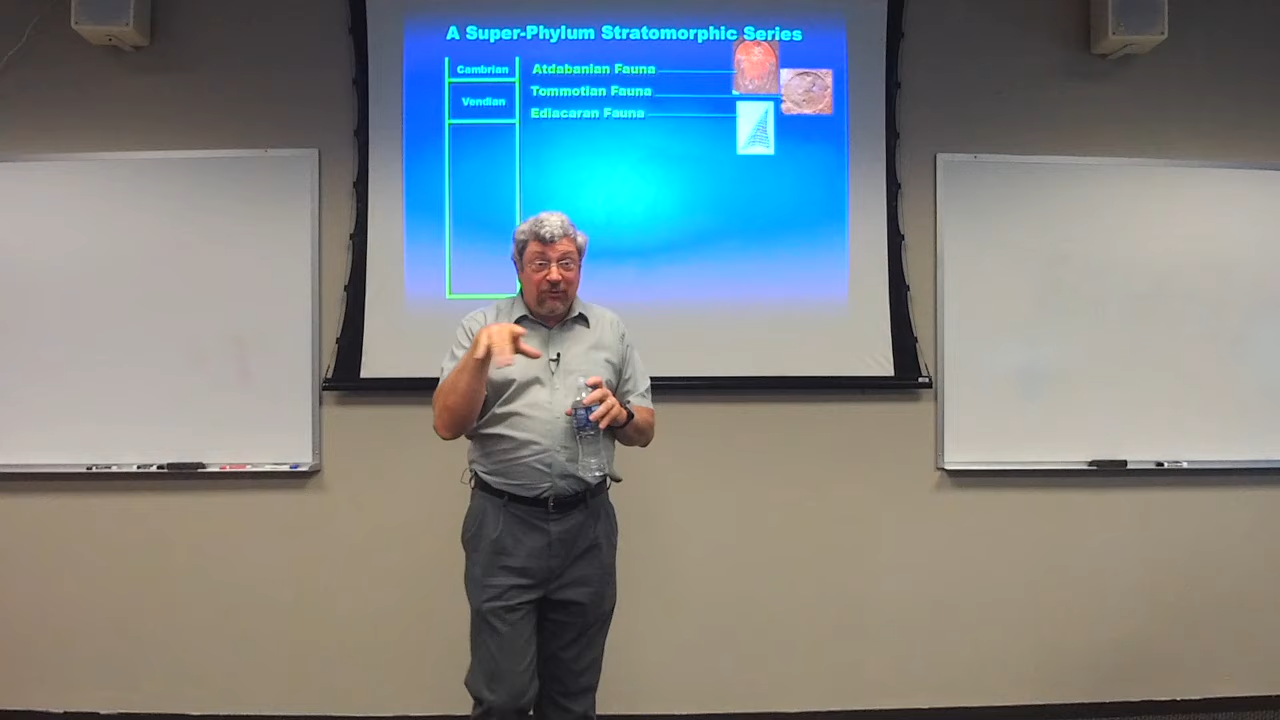 A Super-Phylum Stratomorphic Series
Cambrian
Atdabanian Fauna
Tommotian Fauna
Vendian
Ediacaran Fauna